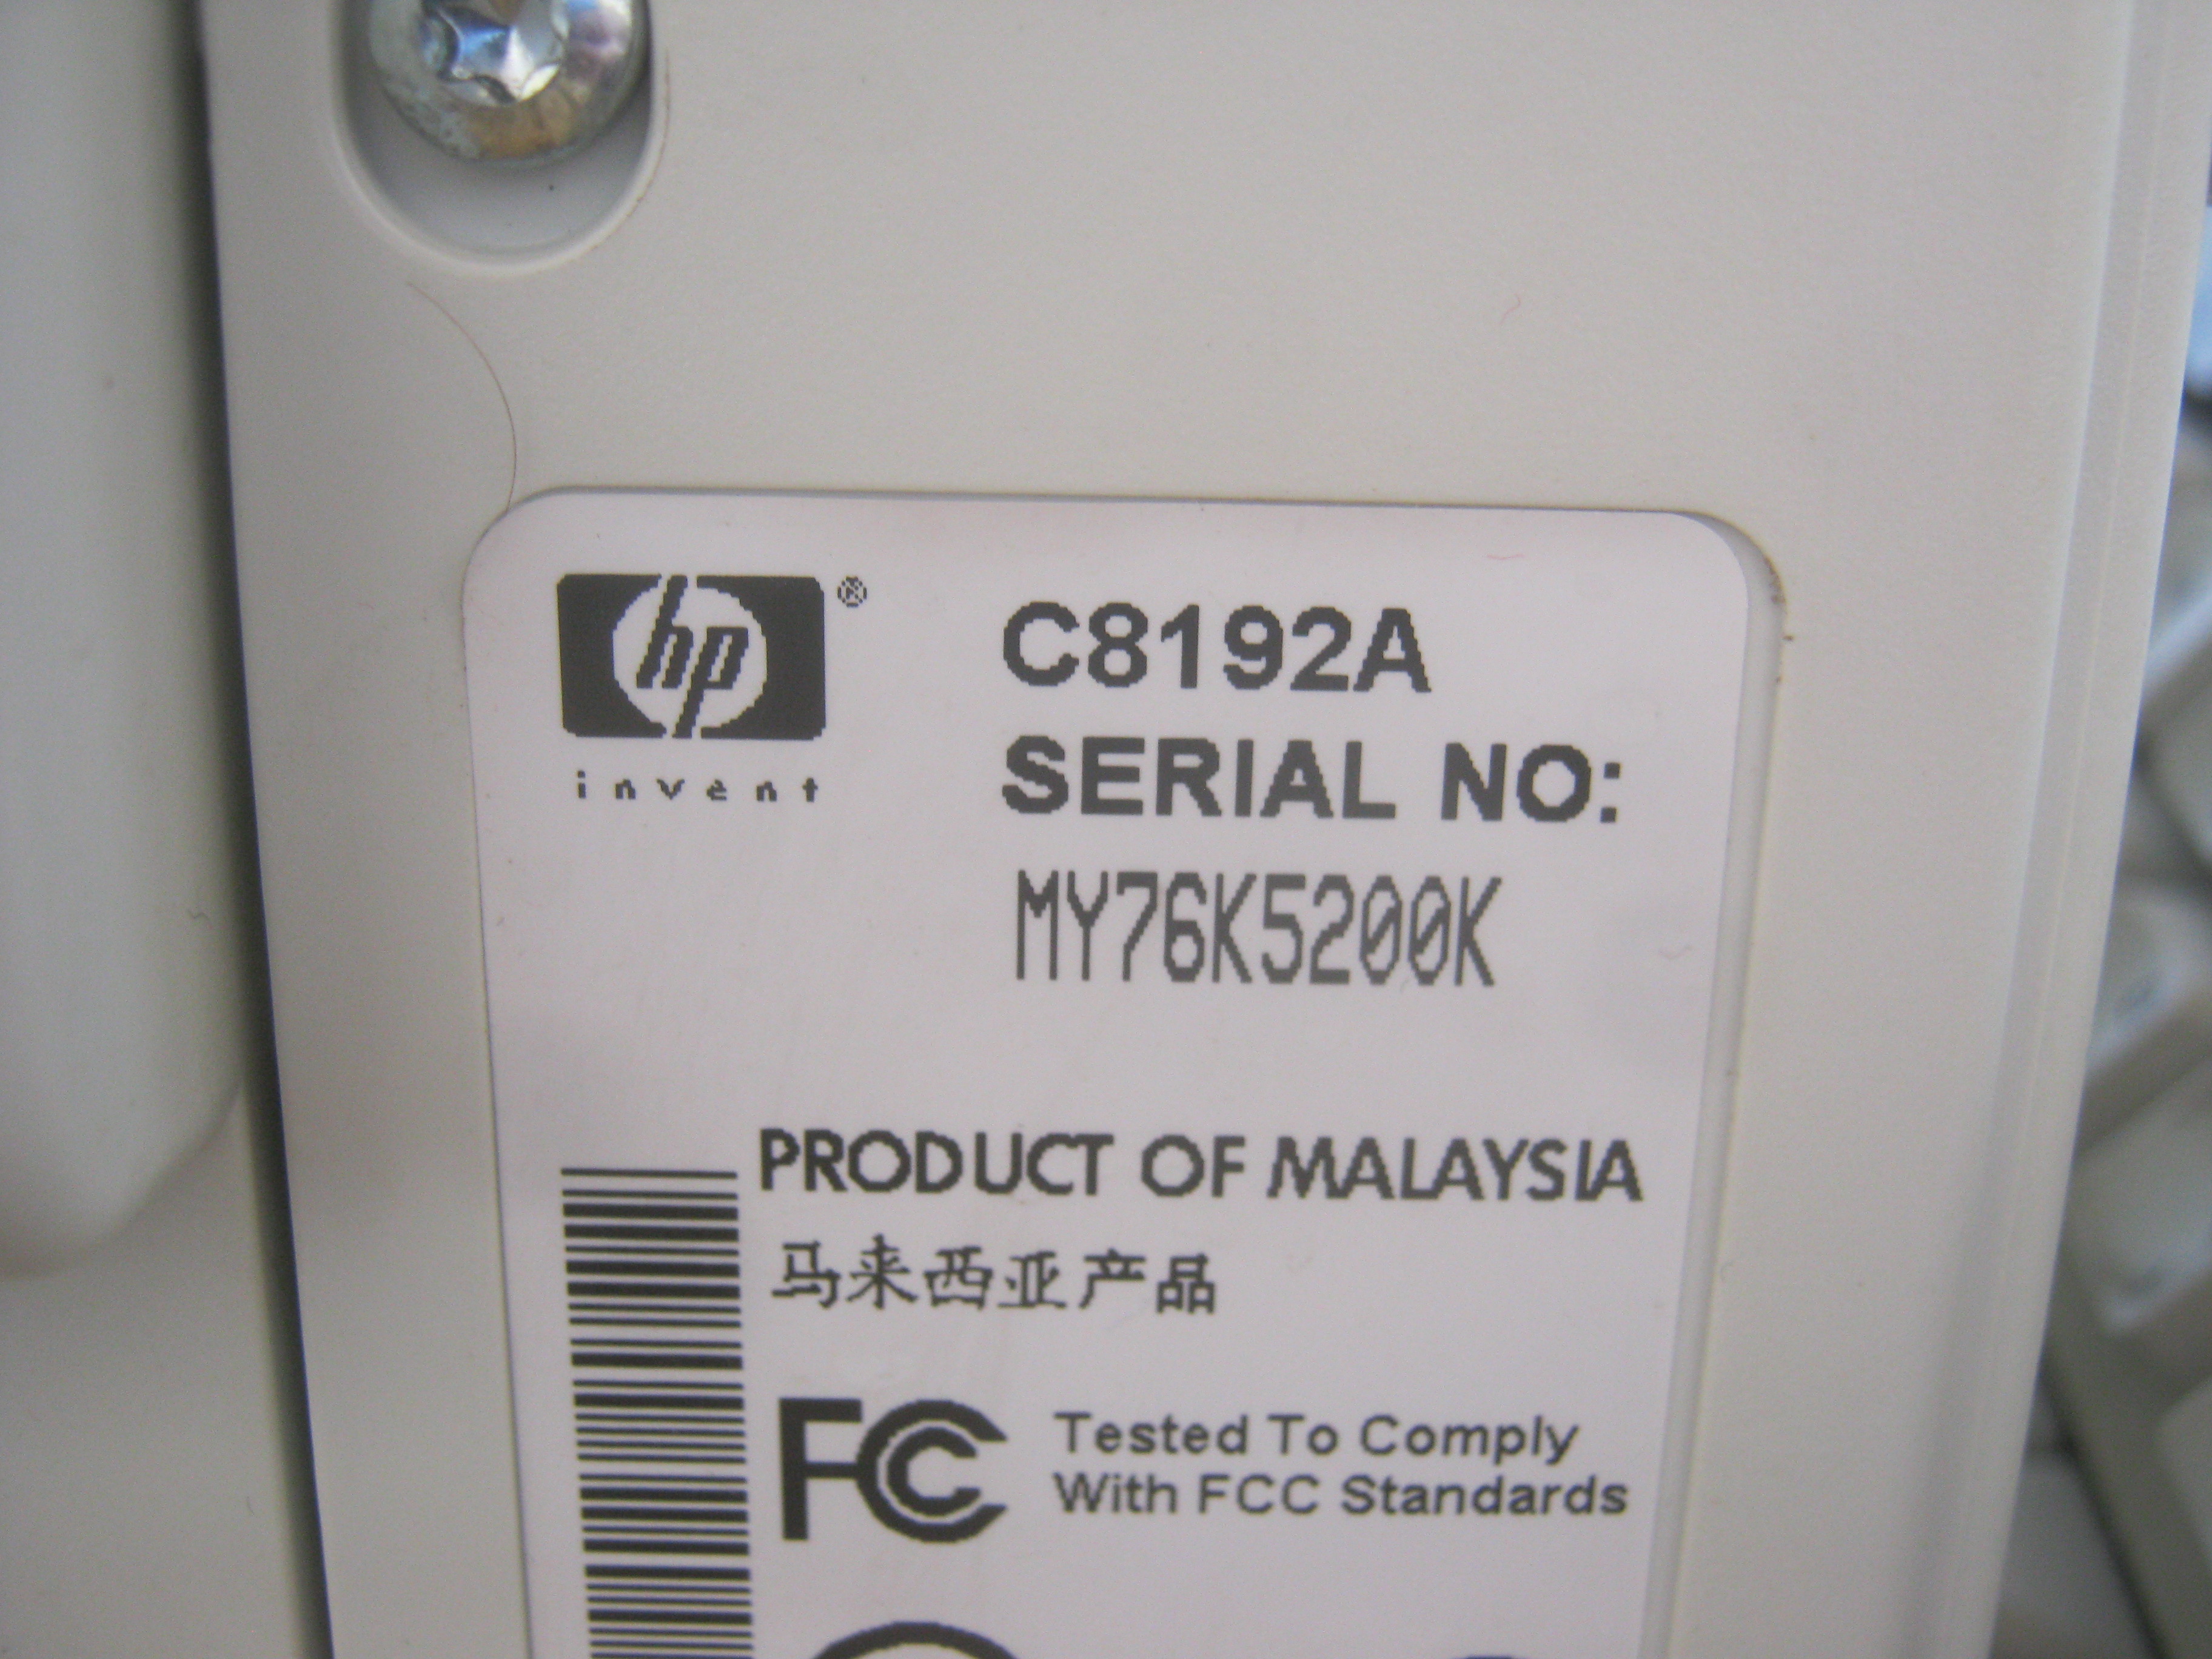 hp®
invent
C8192A
SERIAL NO:
MY76K5200K
PRODUCT OF MALAYSIA
马来西亚产品
FC Tested To Comply
With FCC Standards